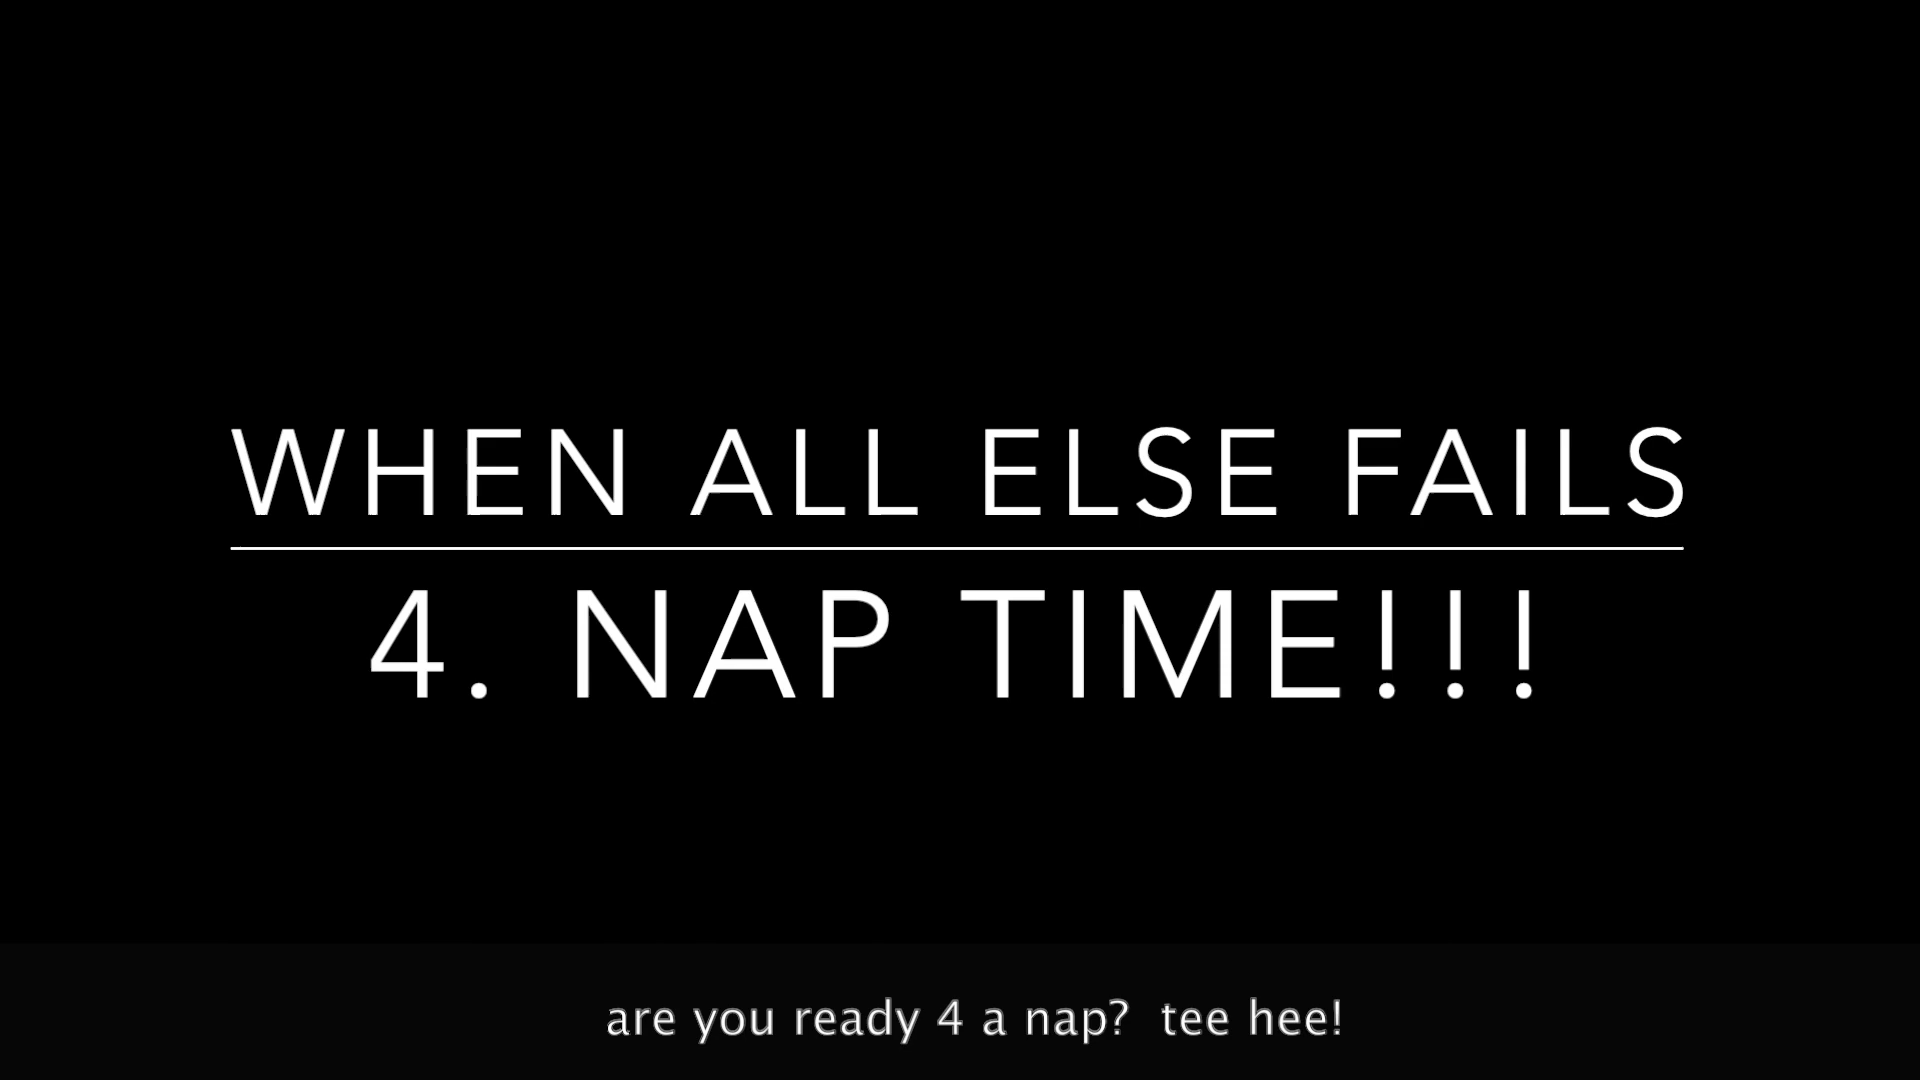 WHEN ALL ELSE FAILS
4. NAP TIME!!!
are you ready 4 a nap?  tee hee!